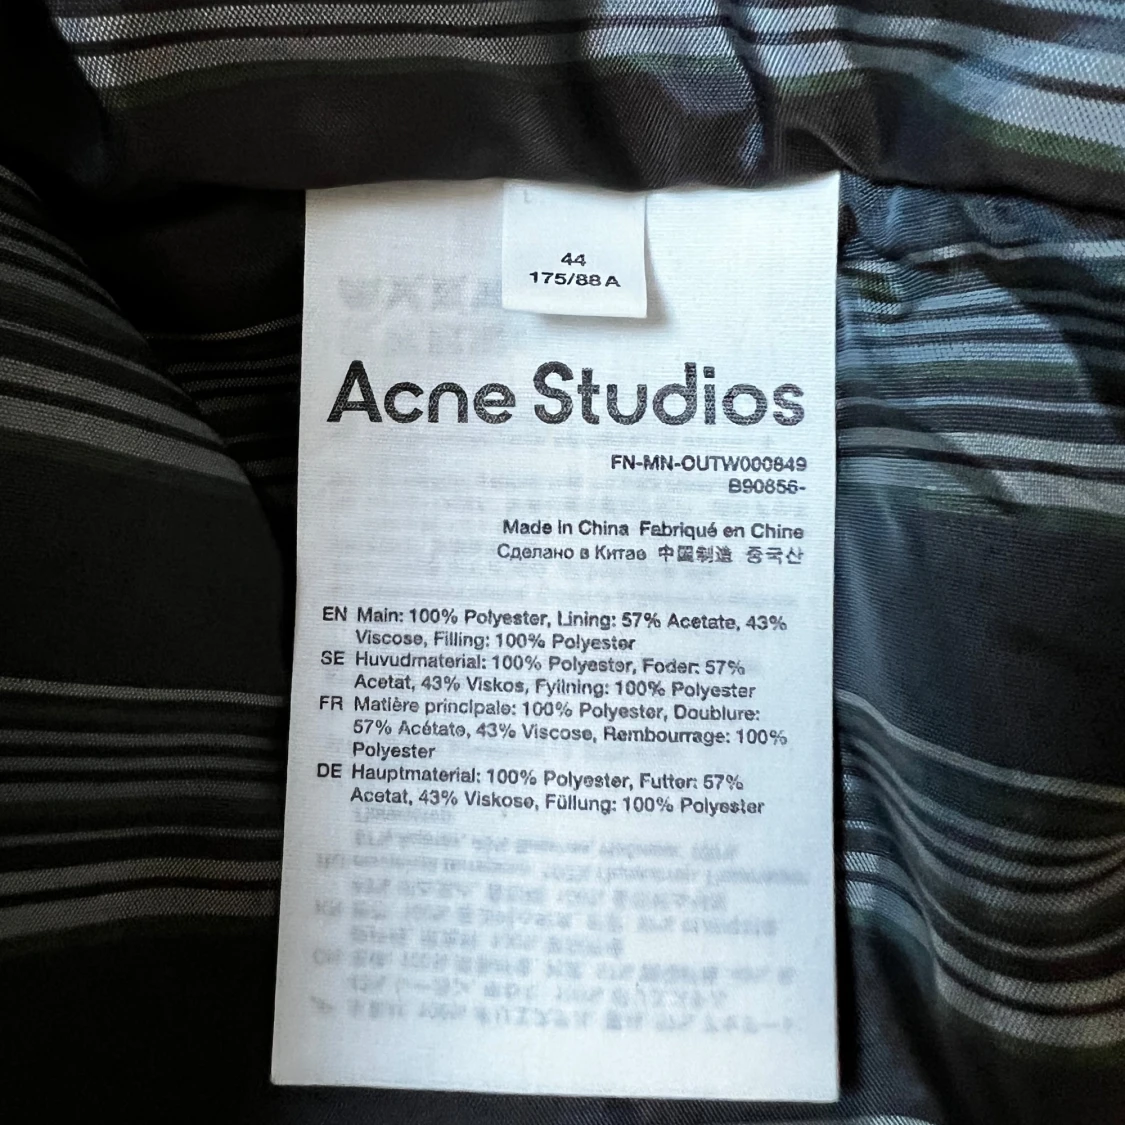 44
175/88A
Acne Studios
FN-MN-OUTW000849
B90656-
Made in China Fabriqué en Chine
Сделано в Китае 中國制造 중국산
EN Main: 100% Polyester, Lining: 57% Acetate, 43%
Viscose, Filling: 100% Polyester
SE Huvudmaterial: 100% Polyester, Foder: 57%
Acetat, 43% Viskos, Fyllning: 100% Polyester
FR Matière principale: 100% Polyester, Doublure:
57% Acétate, 43% Viscose, Rembourrage: 100%
Polyester
DE Hauptmaterial: 100% Polyester, Futter: 57%
Acetat, 43% Viskose, Füllung: 100% Polyester